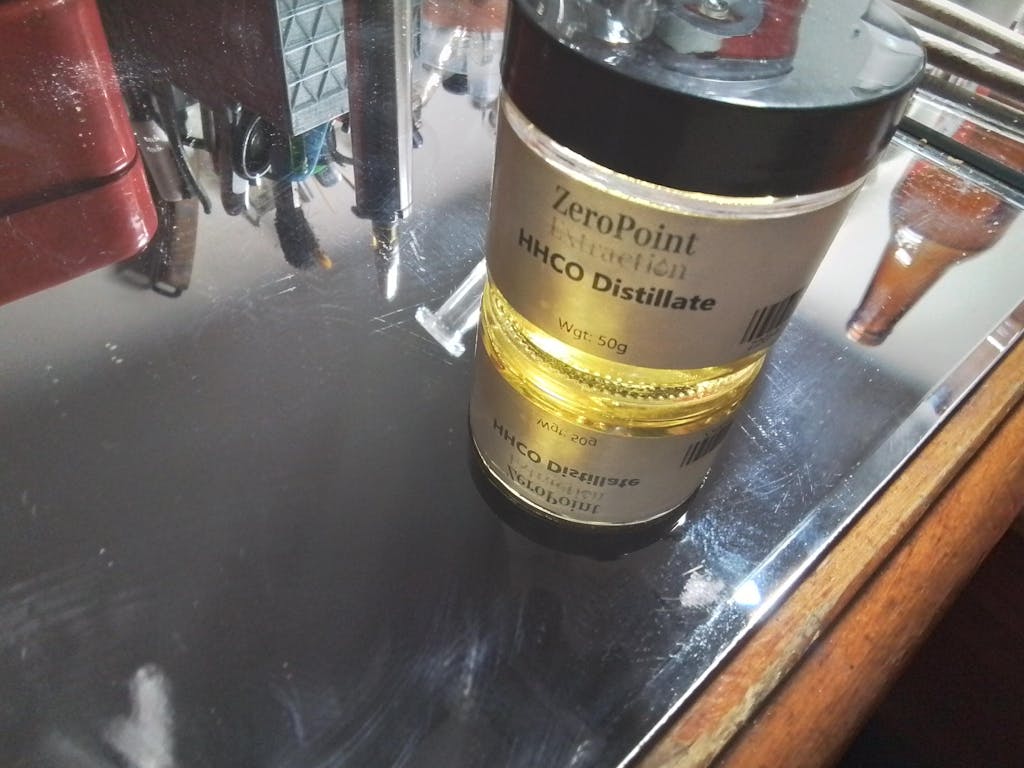 ZeroPoint
Extraction
HHCO Distillate
Wgt: 50g